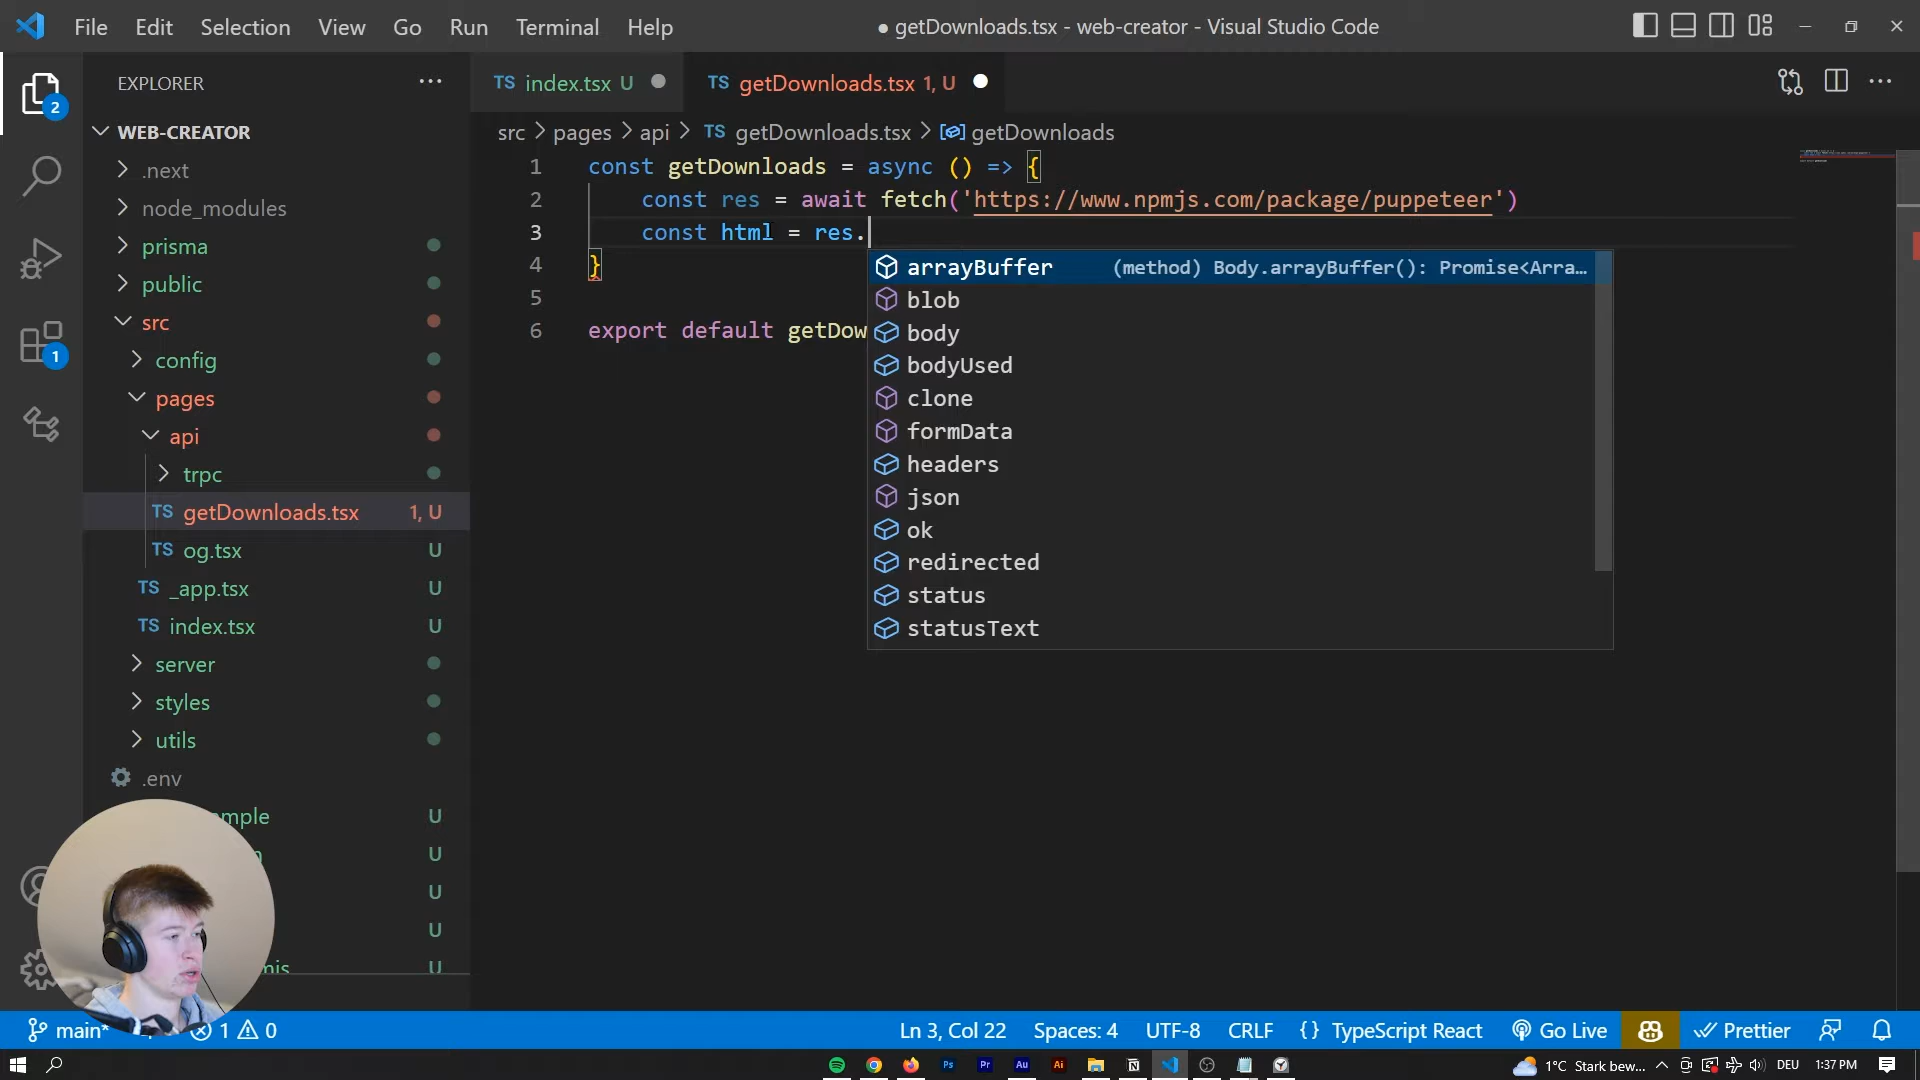 File Edit Selection View Go Run Terminal Help
● getDownloads.tsx - web-creator - Visual Studio Code
EXPLORER
WEB-CREATOR
.next
node_modules
prisma
public
src
config
pages
api
trpc
TS getDownloads.tsx 1, U
TS og.tsx U
TS _app.tsx U
TS index.tsx U
server
styles
utils
.env
mple U
U
U
U
U
2
1
TS index.tsx U
TS getDownloads.tsx 1, U
src > pages > api > TS getDownloads.tsx > getDownloads
1 const getDownloads = async () => {
2 const res = await fetch('https://www.npmjs.com/package/puppeteer')
3 const html = res.
4 }
5
6 export default getDow
arrayBuffer (method) Body.arrayBuffer(): Promise<Arra…
blob
body
bodyUsed
clone
formData
headers
json
ok
redirected
status
statusText
main* 1 0
Ln 3, Col 22 Spaces: 4 UTF-8 CRLF {} TypeScript React Go Live Prettier
Ps Pr Au Ai N
1°C Stark bew... DEU 1:37 PM